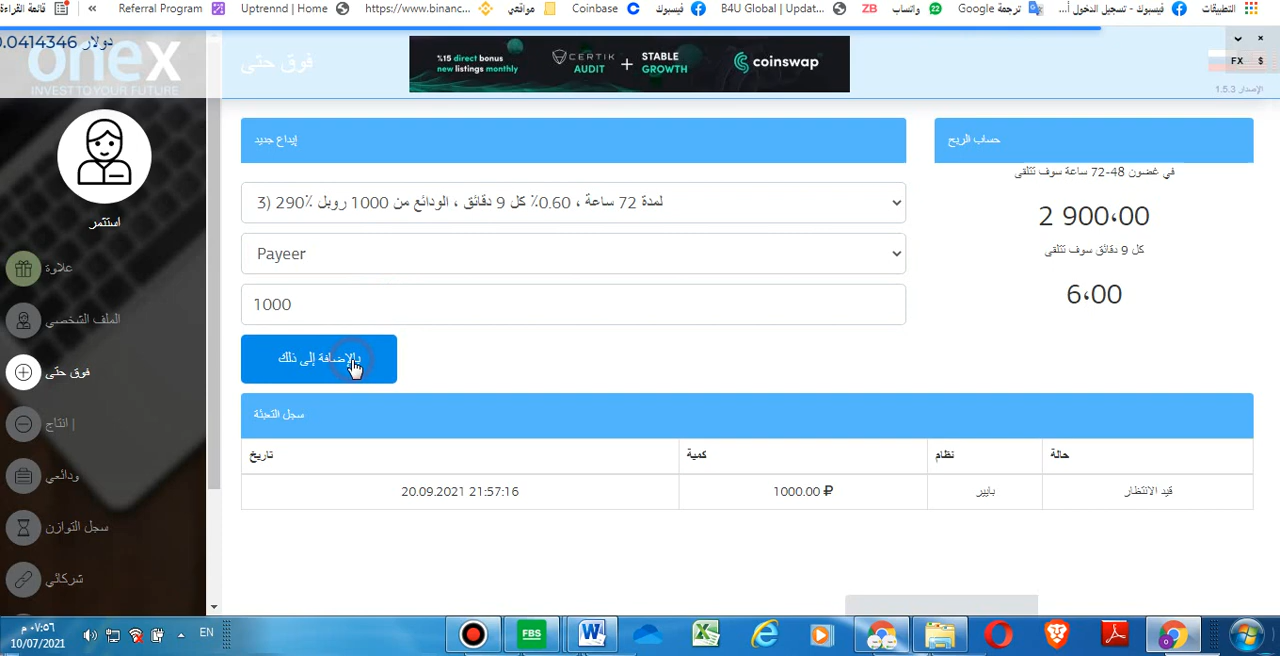 قائمة القراءة
«
Referral Program
Uptrend | Home
https://www.binanc...
مواقعي
Coinbase
فيسبوك
B4U Global | Updat...
ZB
واتساب
22
ترجمة Google
فيسبوك - تسجيل الدخول أ...
التطبيقات
0.0414346 دولار
onex
INVEST TO YOUR FUTURE
فوق حتى
%15 direct bonus
new listings monthly
CERTIK
AUDIT
+
STABLE
GROWTH
coinswap
FX $
الإصدار 1.5.3
استثمر
علاوة
الملف الشخصي
فوق حتى
انتاج |
ودائعي
سجل التوازن
شركائي
إيداع جديد
3) 290٪ لمدة 72 ساعة ، 0.60٪ كل 9 دقائق ، الودائع من 1000 روبل
Payeer
1000
بالإضافة إلى ذلك
حساب الربح
في غضون 48-72 ساعة سوف تتلقى
2 900،00
كل 9 دقائق سوف تتلقى
6،00
سجل التعبئة
تاريخ كمية نظام حالة
20.09.2021 21:57:16 1000.00 ₽ بايير قيد الانتظار
٠٧:٥٦ م
10/07/2021
EN
FBS